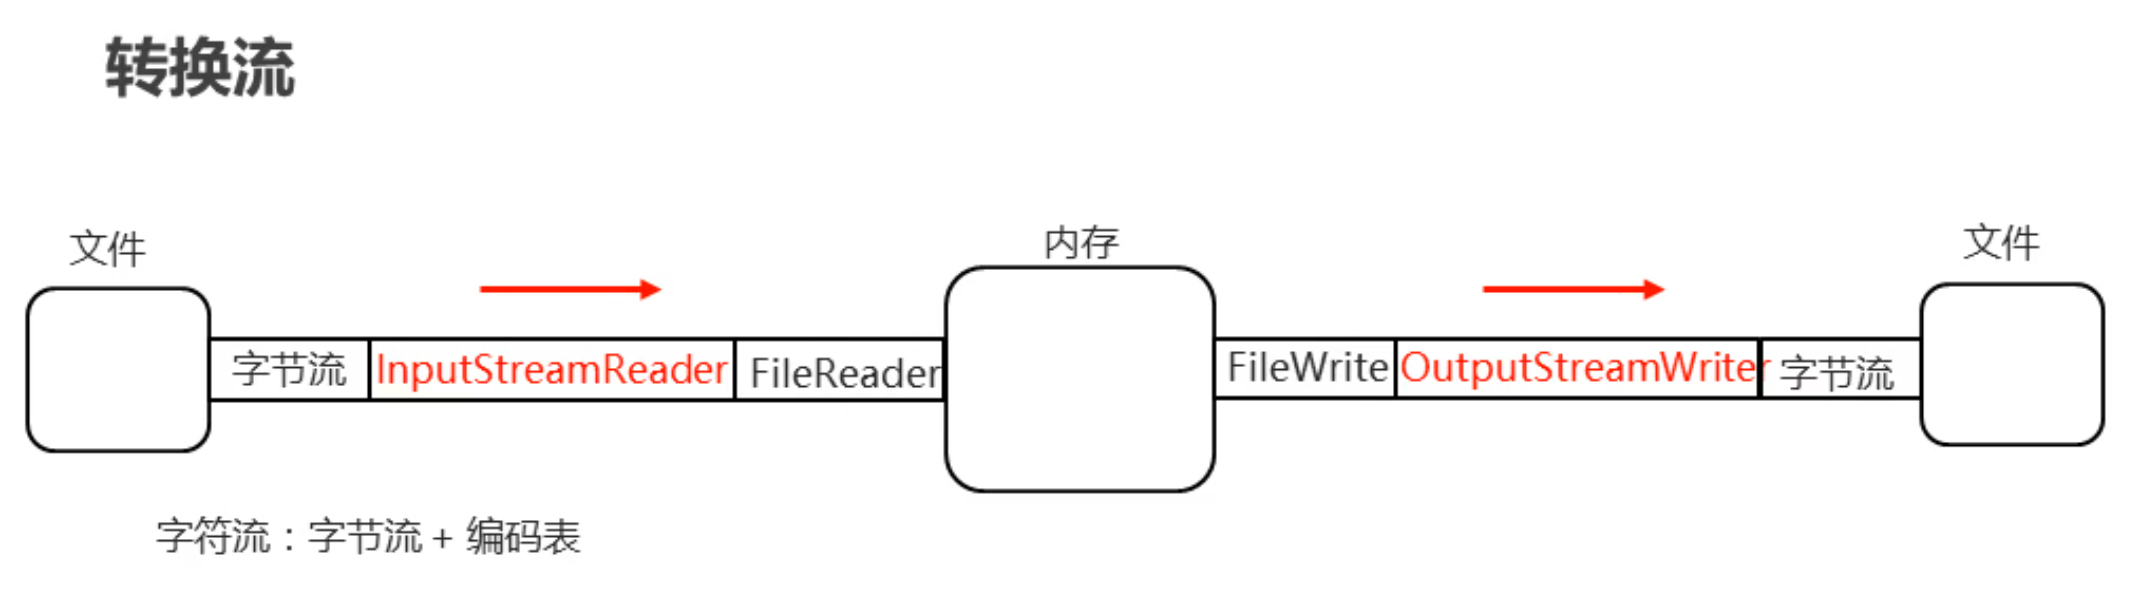 转换流
文件
内存
文件
字节流 InputStreamReader FileReader
FileWrite OutputStreamWriter 字节流
字符流：字节流 + 编码表